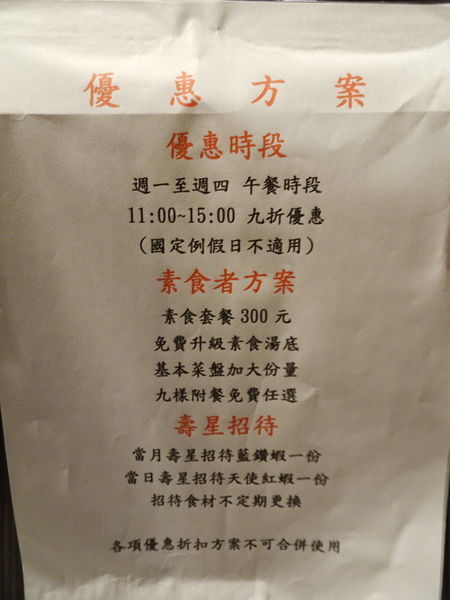 優惠方案
優惠時段
週一至週四 午餐時段
11:00~15:00 九折優惠
（國定例假日不適用）
素食者方案
素食套餐 300 元
免費升級素食湯底
基本菜盤加大份量
九樣附餐免費任選
壽星招待
當月壽星招待藍鑽蝦一份
當日壽星招待天使紅蝦一份
招待食材不定期更換
各項優惠折扣方案不可合併使用